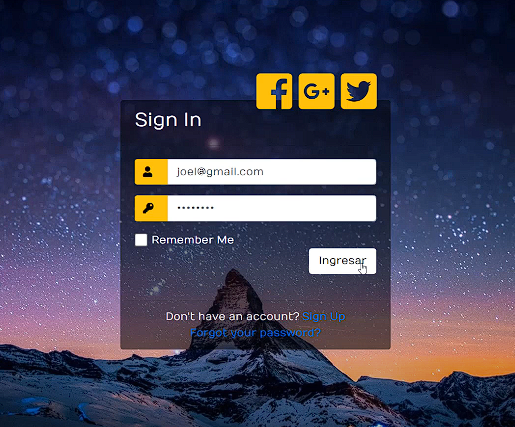 Sign In
joel@gmail.com
••••••••
Remember Me
Ingresar
Don't have an account? Sign Up
Forgot your password?